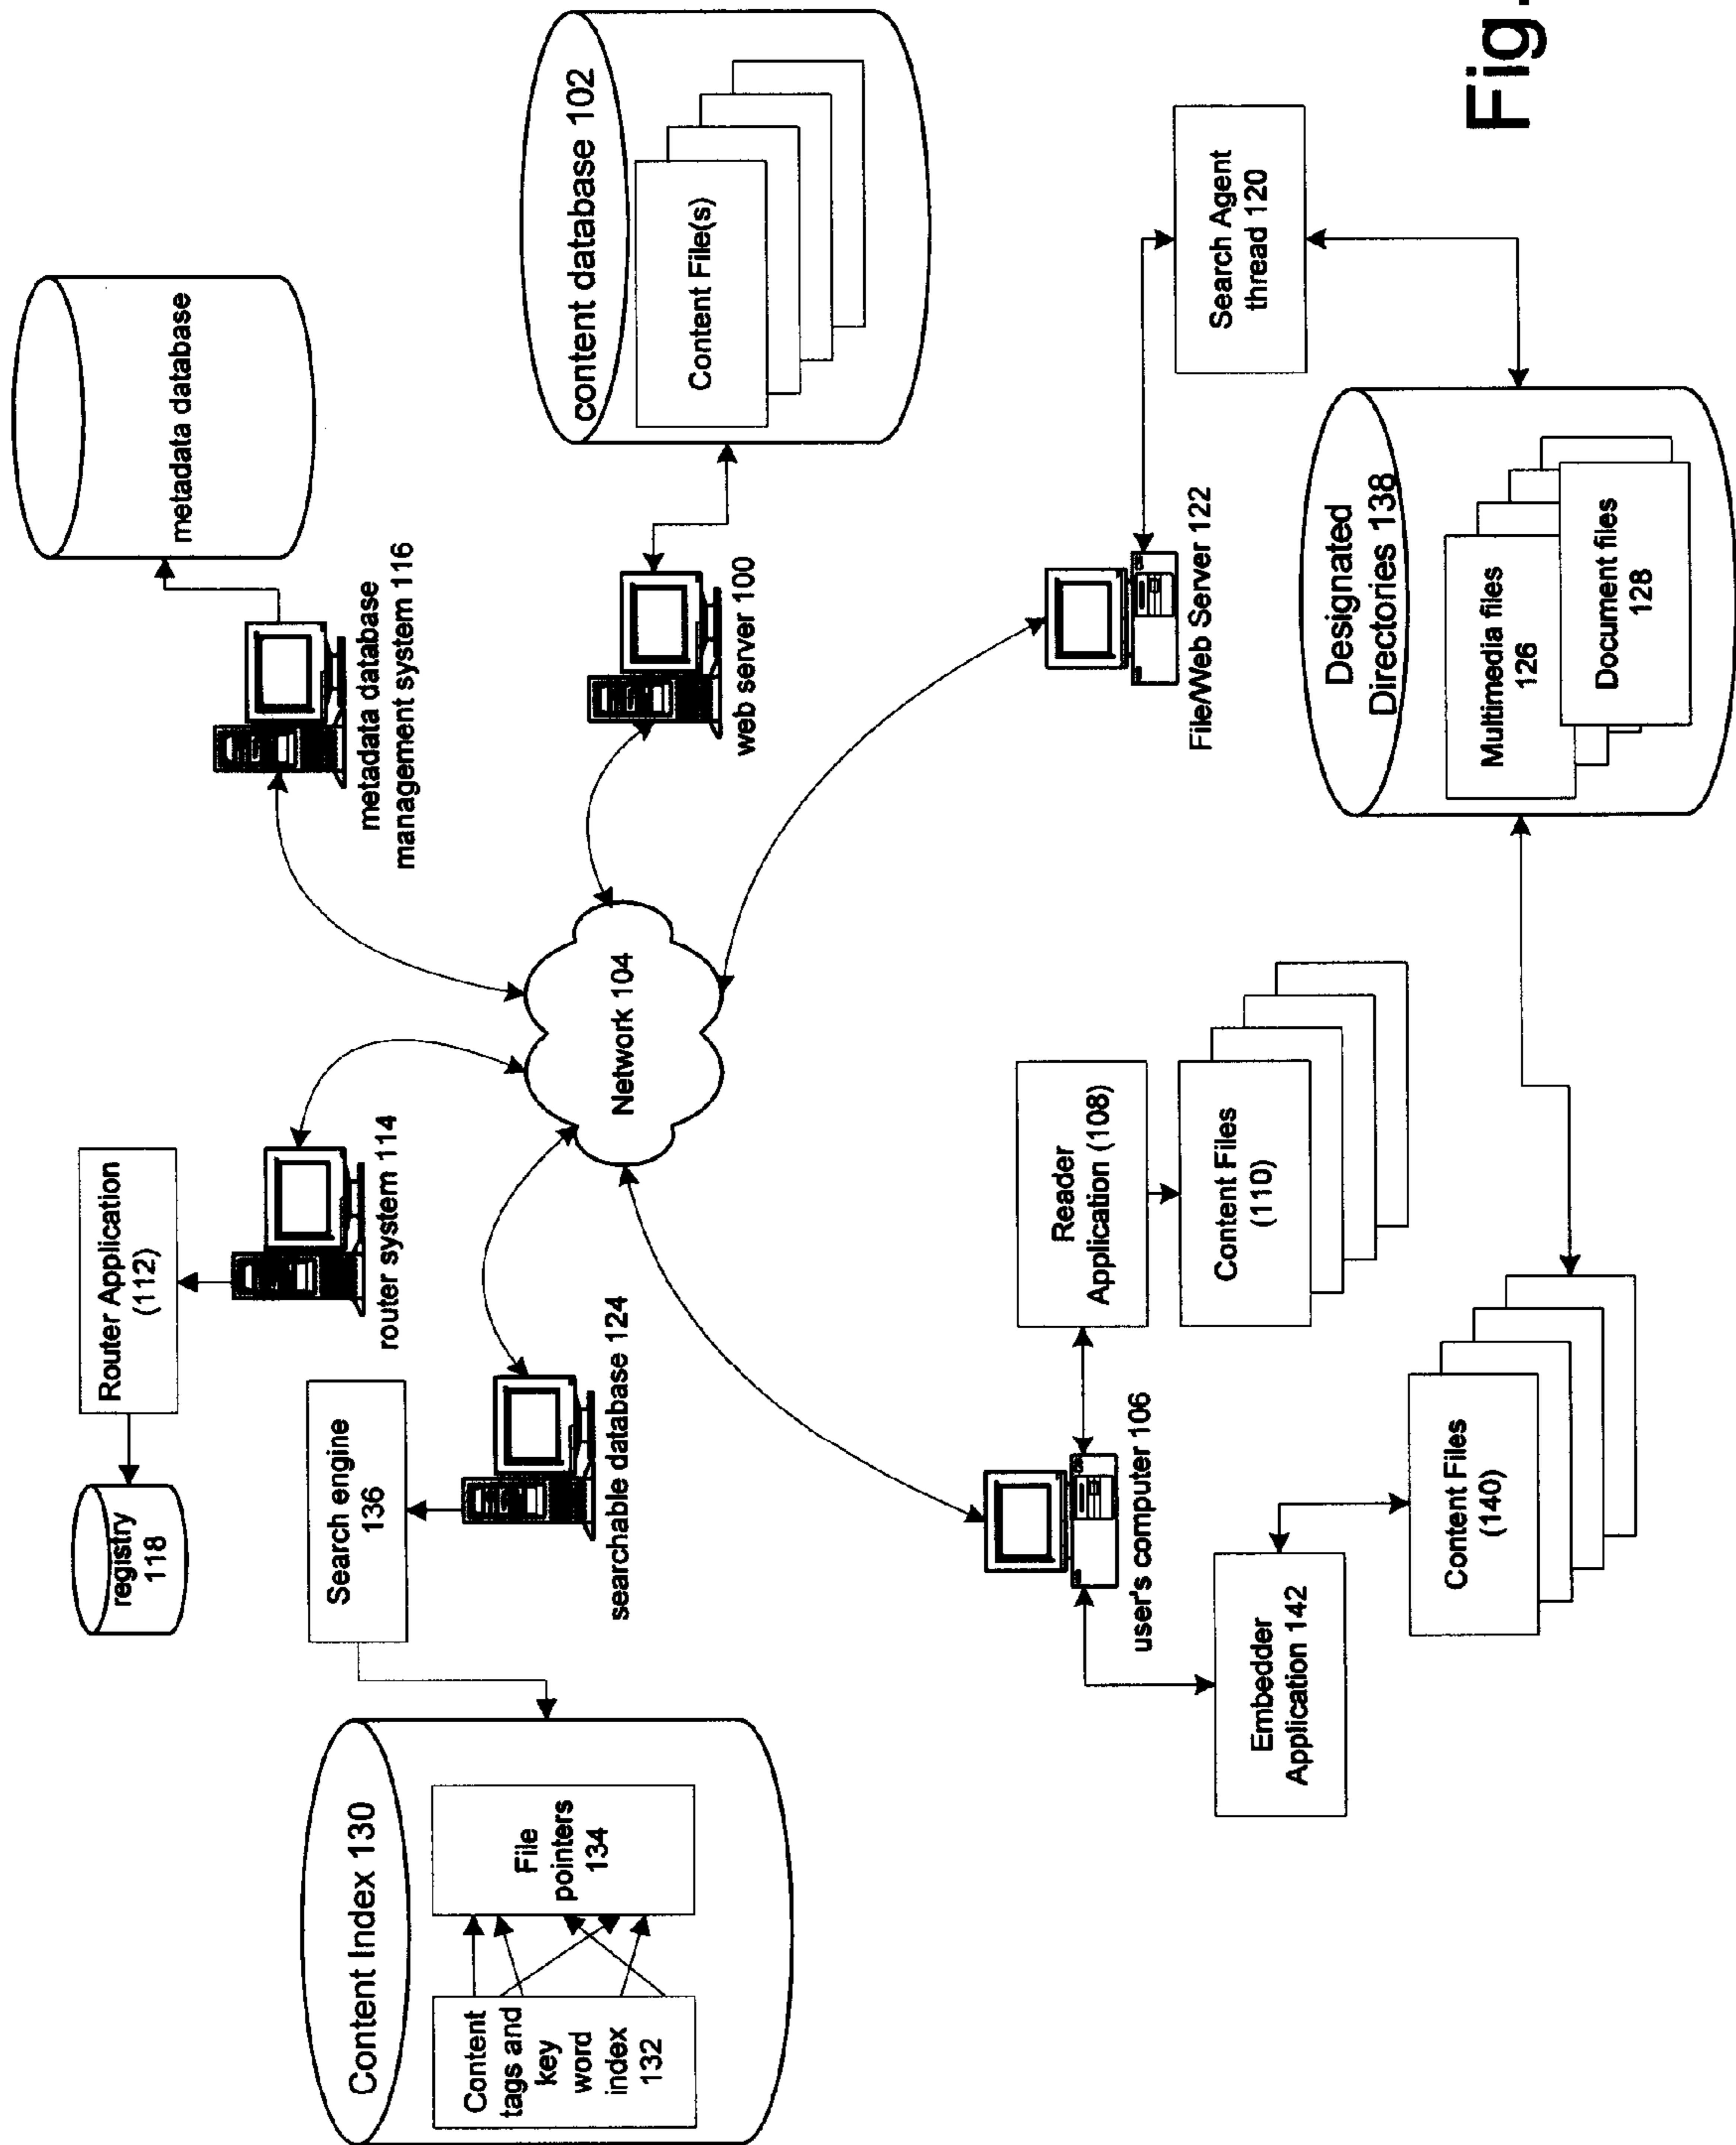 Content Index 130
Content
tags and
key
word
index
132
File
pointers
134
registry
118
Router Application
(112)
Search engine
136
router system 114
searchable database 124
metadata database
metadata database
management system 116
Network 104
web server 100
content database 102
Content File(s)
user's computer 106
Reader
Application (108)
Content Files
(110)
Embedder
Application 142
Content Files
(140)
File/Web Server 122
Search Agent
thread 120
Designated
Directories 138
Multimedia files
126
Document files
128
Fig.